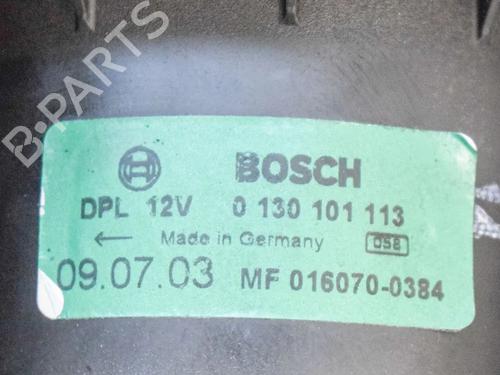 B-PARTS
BOSCH
DPL 12V 0 130 101 113
← Made in Germany 058
09.07.03 MF 016070-0384